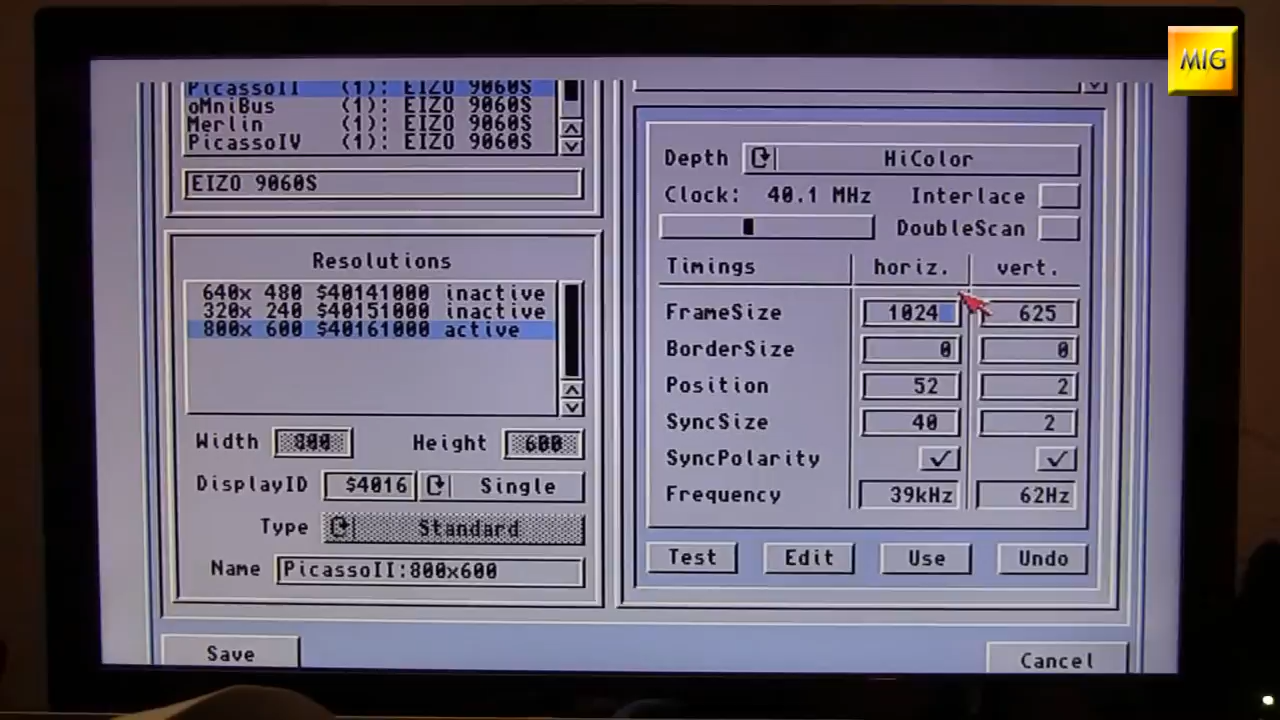 MIG
PicassoII (1): EIZO 9060S
oMniBus (1): EIZO 9060S
Merlin (1): EIZO 9060S
PicassoIV (1): EIZO 9060S
EIZO 9060S
Resolutions
640x 480 $40141000 inactive
320x 240 $40151000 inactive
800x 600 $40161000 active
Width 800 Height 600
DisplayID $4016 Single
Type Standard
Name PicassoII:800x600
Save
Depth HiColor
Clock: 40.1 MHz Interlace
DoubleScan
Timings horiz. vert.
FrameSize 1024 625
BorderSize 0 0
Position 52 2
SyncSize 40 2
SyncPolarity
Frequency 39kHz 62Hz
Test Edit Use Undo
Cancel